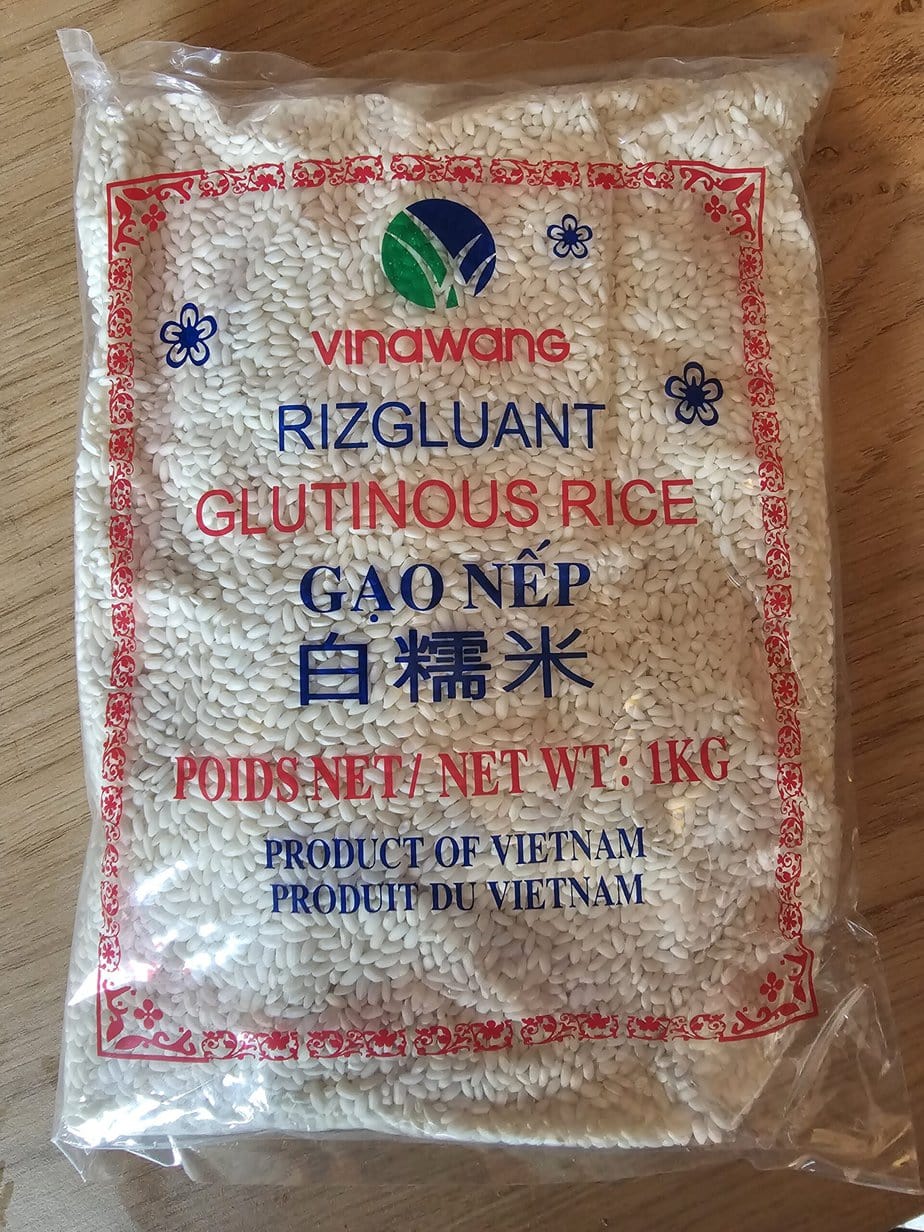 vinawang
RIZGLUANT
GLUTINOUS RICE
GẠO NẾP
白糯米
POIDS NET/ NET WT: 1KG
PRODUCT OF VIETNAM
PRODUIT DU VIETNAM